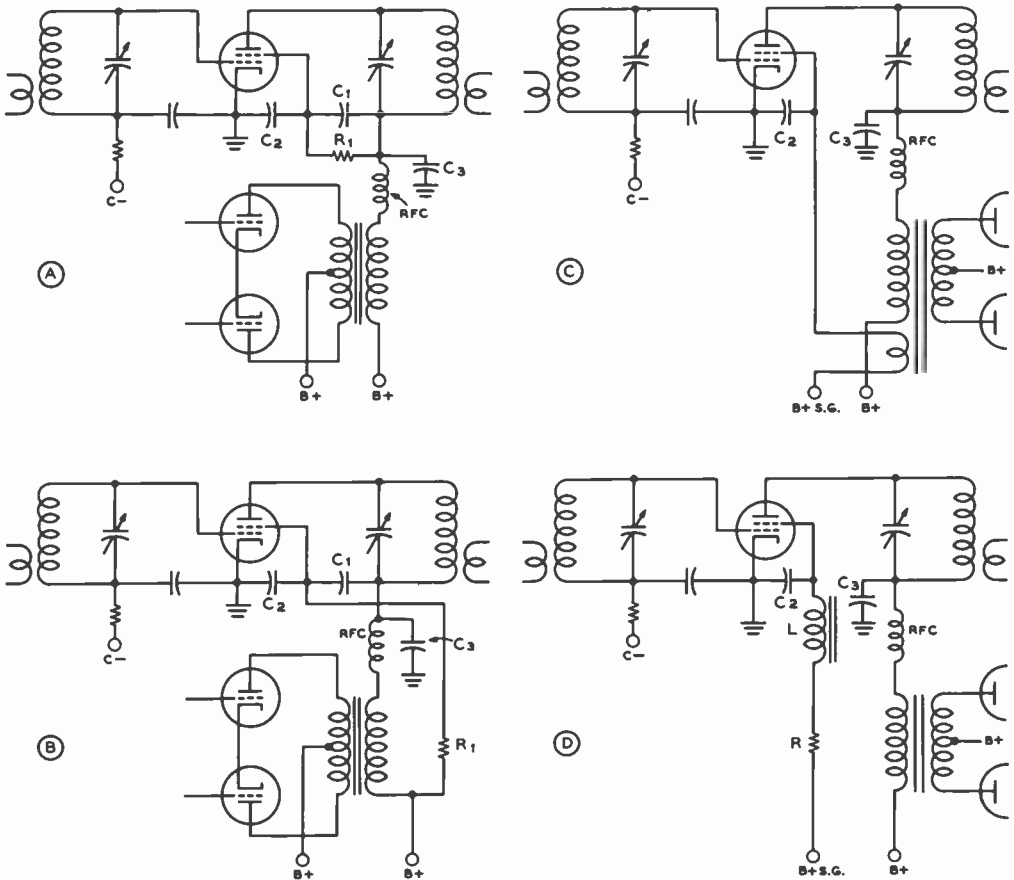 C₁
C₂
R₁
C₃
C-
RFC
A
B+
B+
C₂
C₃
RFC
C-
C
B+
B+ S.G.
B+
C₁
C₂
RFC
C₃
C-
B
R₁
B+
B+
C₂
C₃
L
RFC
C-
D
R
B+
B+ S.G.
B+